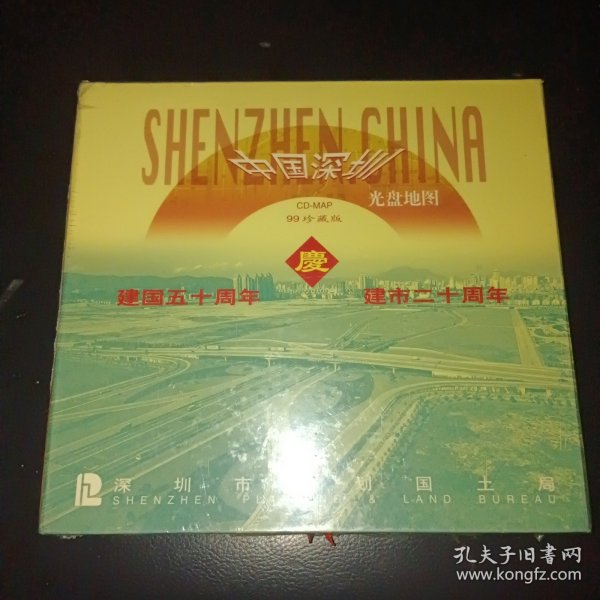 SHENZHEN CHINA
中国深圳
光盘地图
CD-MAP
99珍藏版
慶
建国五十周年 建市二十周年
深圳市 划国土局
SHENZHEN & LAND BUREAU
孔夫子旧书网
www.kongfz.com